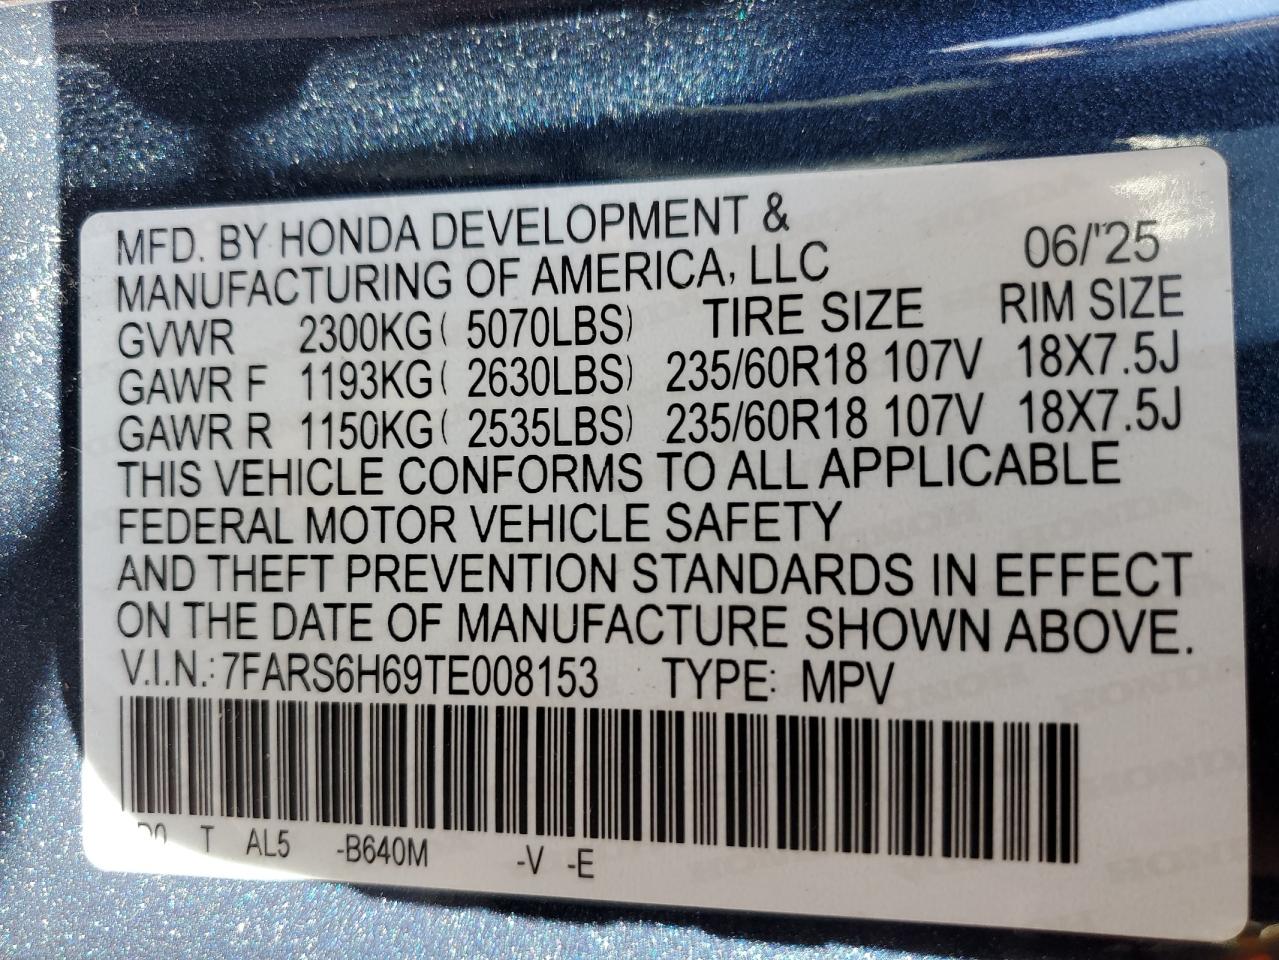 MFD. BY HONDA DEVELOPMENT &
MANUFACTURING OF AMERICA, LLC 06/'25
GVWR 2300KG( 5070LBS) TIRE SIZE RIM SIZE
GAWR F 1193KG( 2630LBS) 235/60R18 107V 18X7.5J
GAWR R 1150KG( 2535LBS) 235/60R18 107V 18X7.5J
THIS VEHICLE CONFORMS TO ALL APPLICABLE
FEDERAL MOTOR VEHICLE SAFETY
AND THEFT PREVENTION STANDARDS IN EFFECT
ON THE DATE OF MANUFACTURE SHOWN ABOVE.
V.I.N.: 7FARS6H69TE008153 TYPE: MPV
T AL5 -B640M -V -E